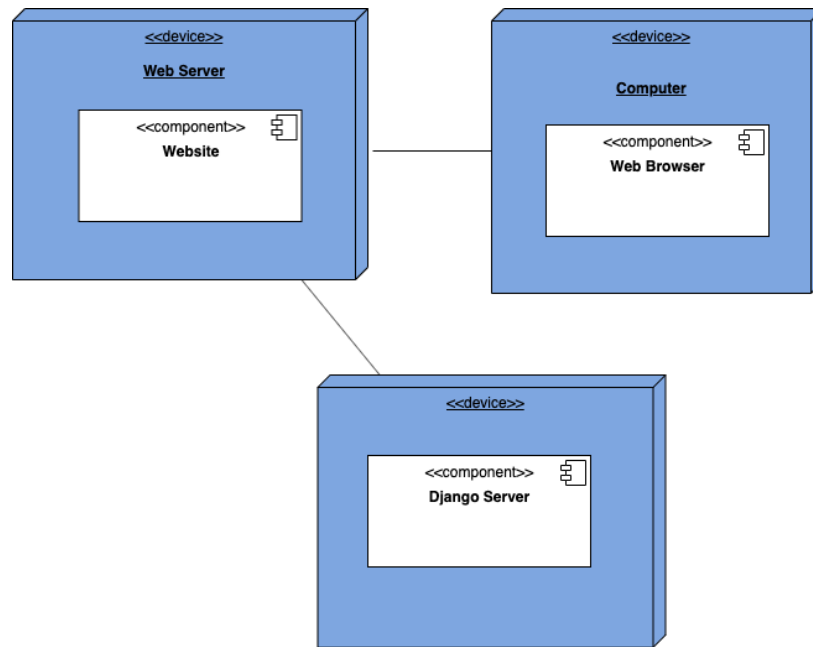 <<device>>
Web Server
<<component>>
Website
<<device>>
Computer
<<component>>
Web Browser
<<device>>
<<component>>
Django Server